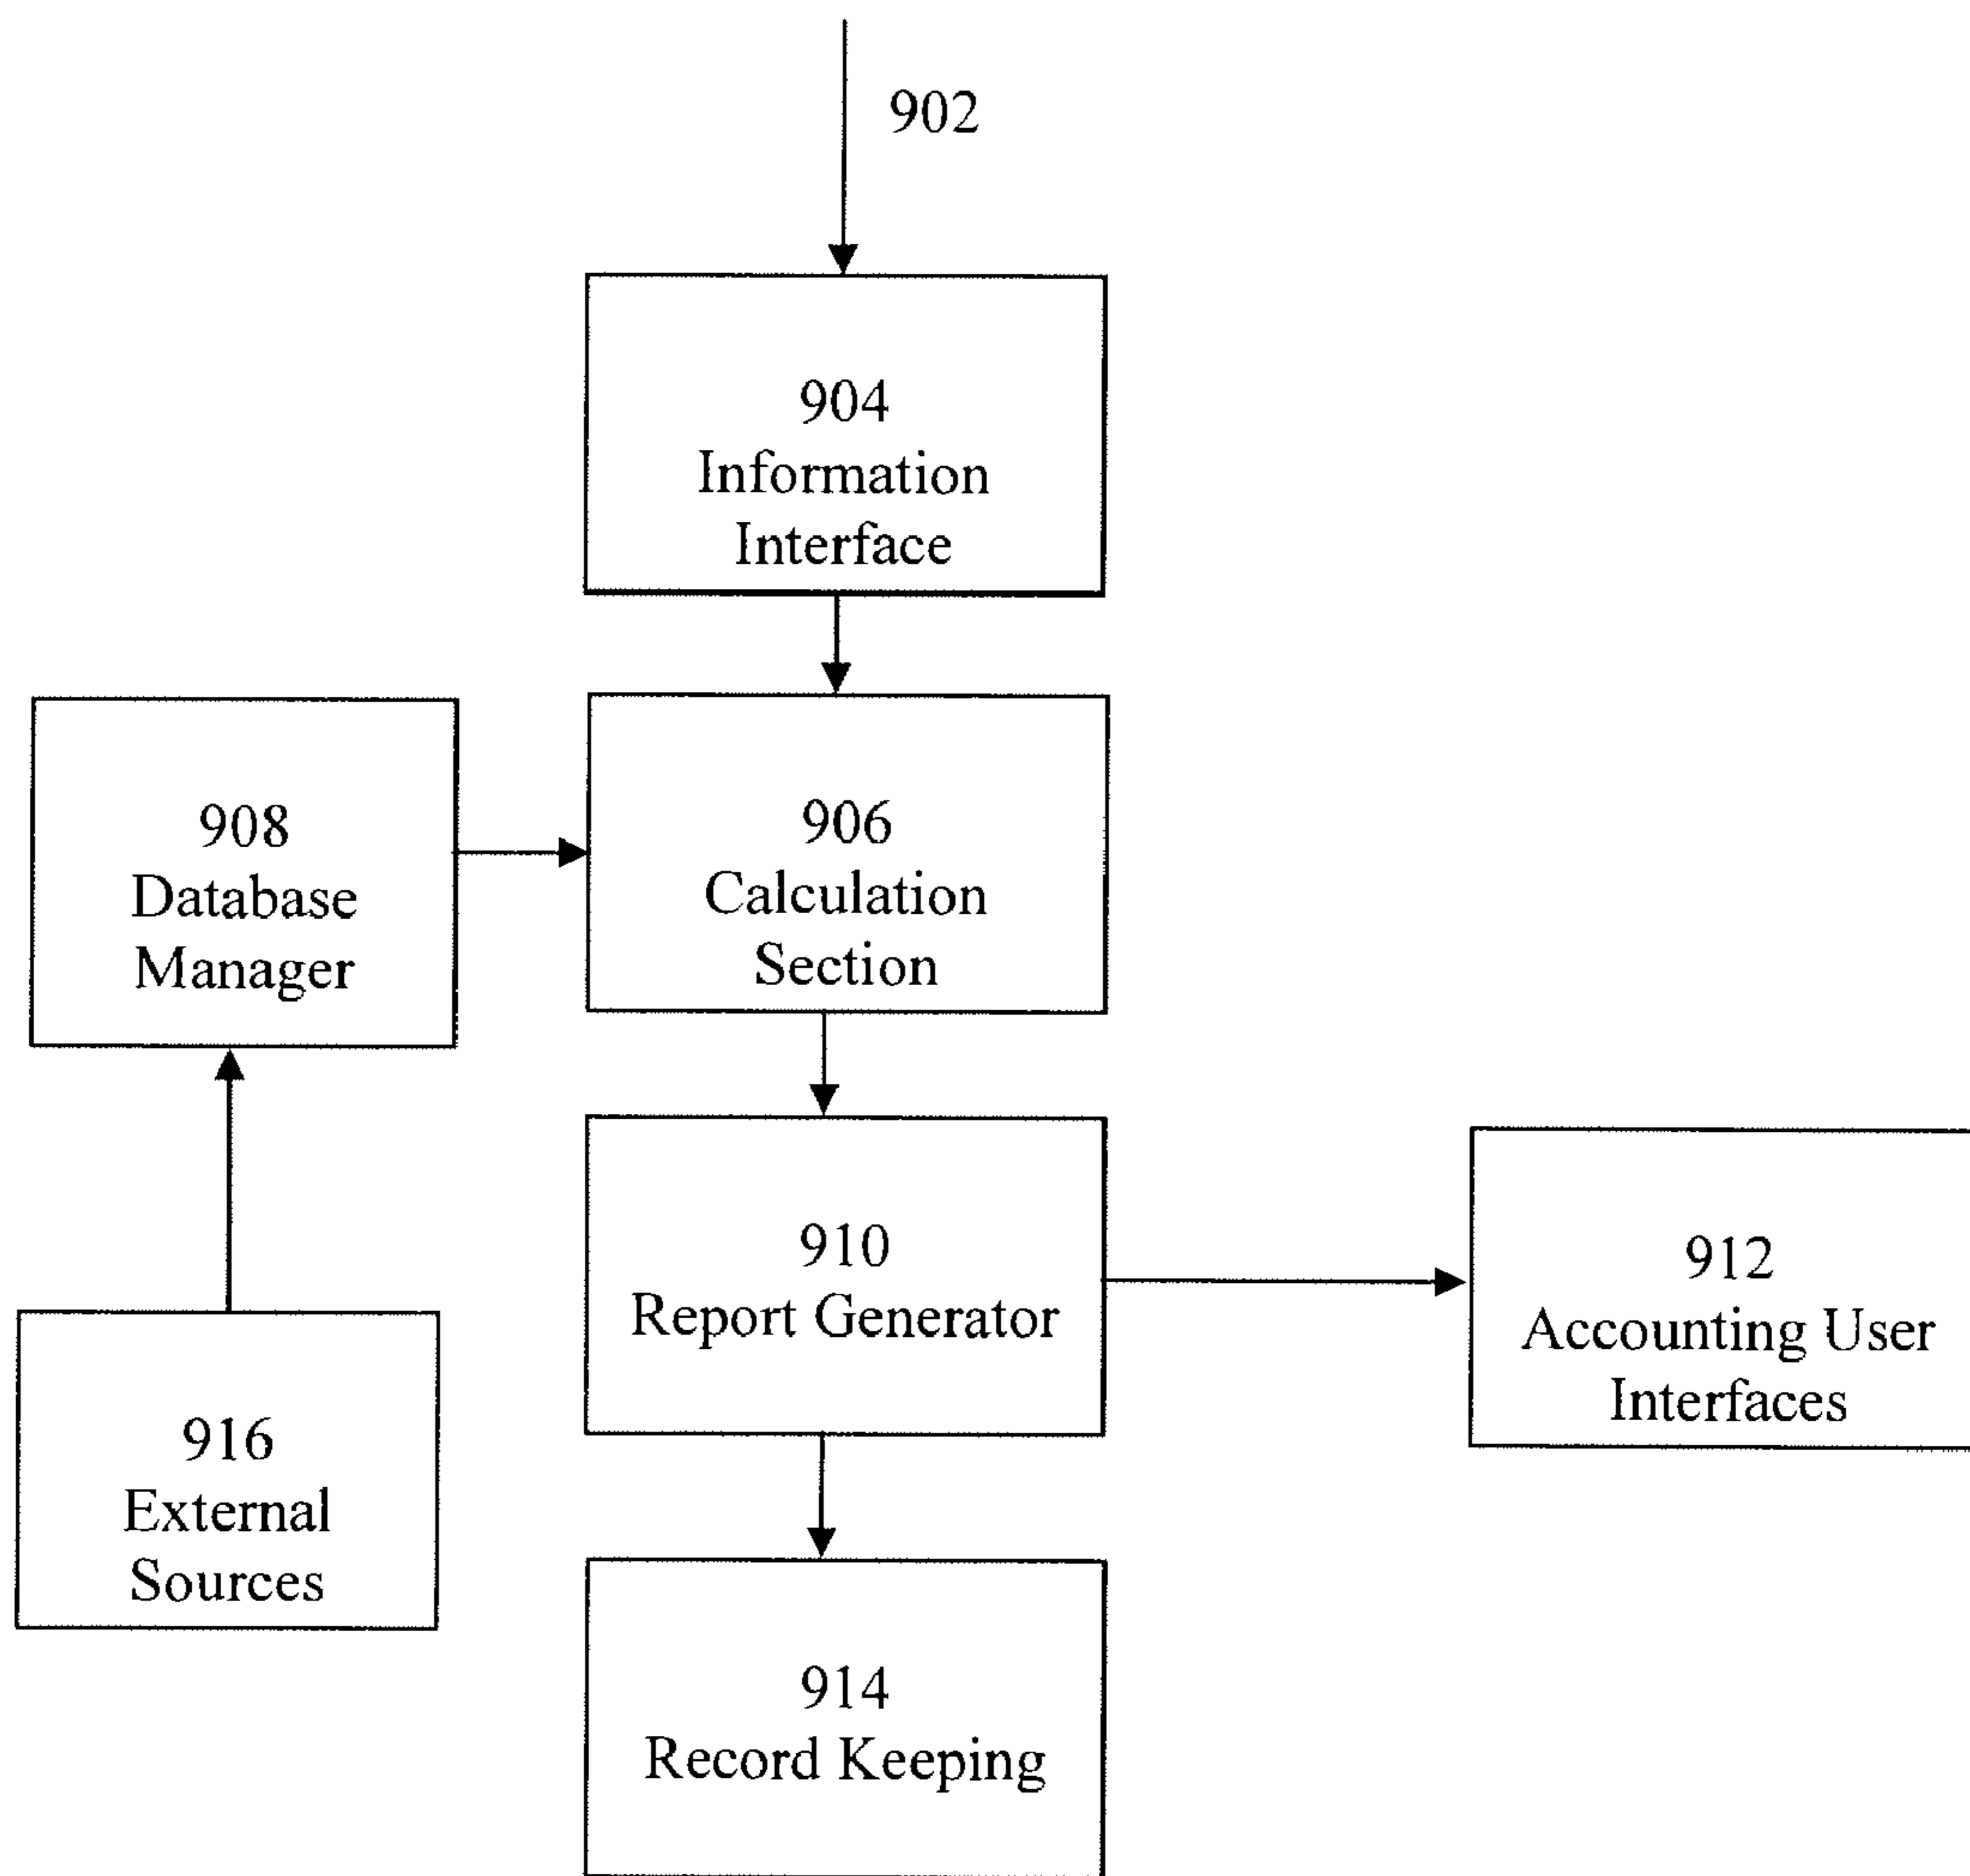 902
904
Information
Interface
908
Database
Manager
906
Calculation
Section
910
Report Generator
912
Accounting User
Interfaces
916
External
Sources
914
Record Keeping